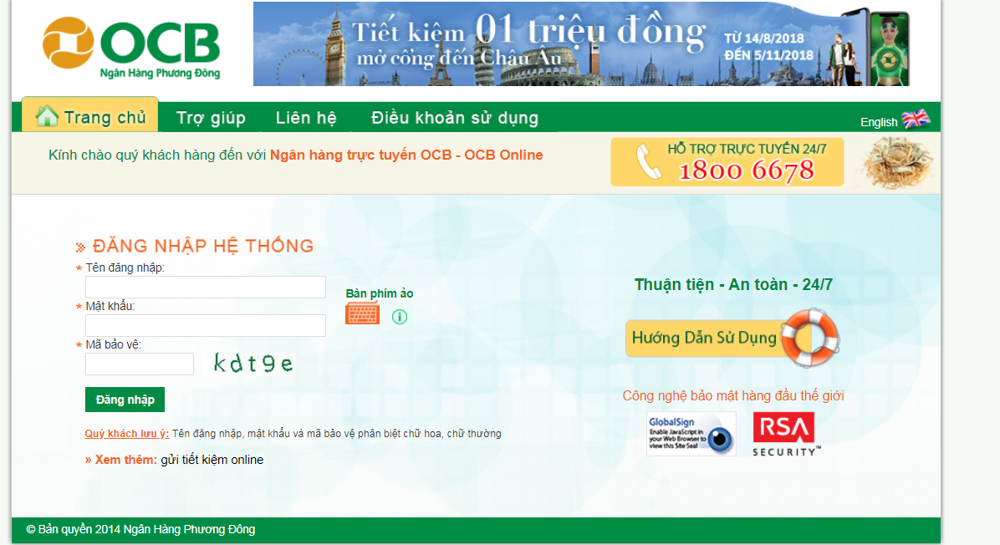 OCB
Ngân Hàng Phương Đông
Tiết kiệm 01 triệu đồng
mở cổng đến Châu Âu
TỪ 14/8/2018
ĐẾN 5/11/2018
Trang chủ Trợ giúp Liên hệ Điều khoản sử dụng English
Kính chào quý khách hàng đến với Ngân hàng trực tuyến OCB - OCB Online
HỖ TRỢ TRỰC TUYẾN 24/7
1800 6678
ĐĂNG NHẬP HỆ THỐNG
* Tên đăng nhập:
Bàn phím ảo
* Mật khẩu:
* Mã bảo vệ:
kdt9e
Đăng nhập
Quý khách lưu ý: Tên đăng nhập, mật khẩu và mã bảo vệ phân biệt chữ hoa, chữ thường
» Xem thêm: gửi tiết kiệm online
Thuận tiện - An toàn - 24/7
Hướng Dẫn Sử Dụng
Công nghệ bảo mật hàng đầu thế giới
GlobalSign
Enable JavaScript in
your Web Browser to
view this Site Seal
RSA
SECURITY™
© Bản quyền 2014 Ngân Hàng Phương Đông